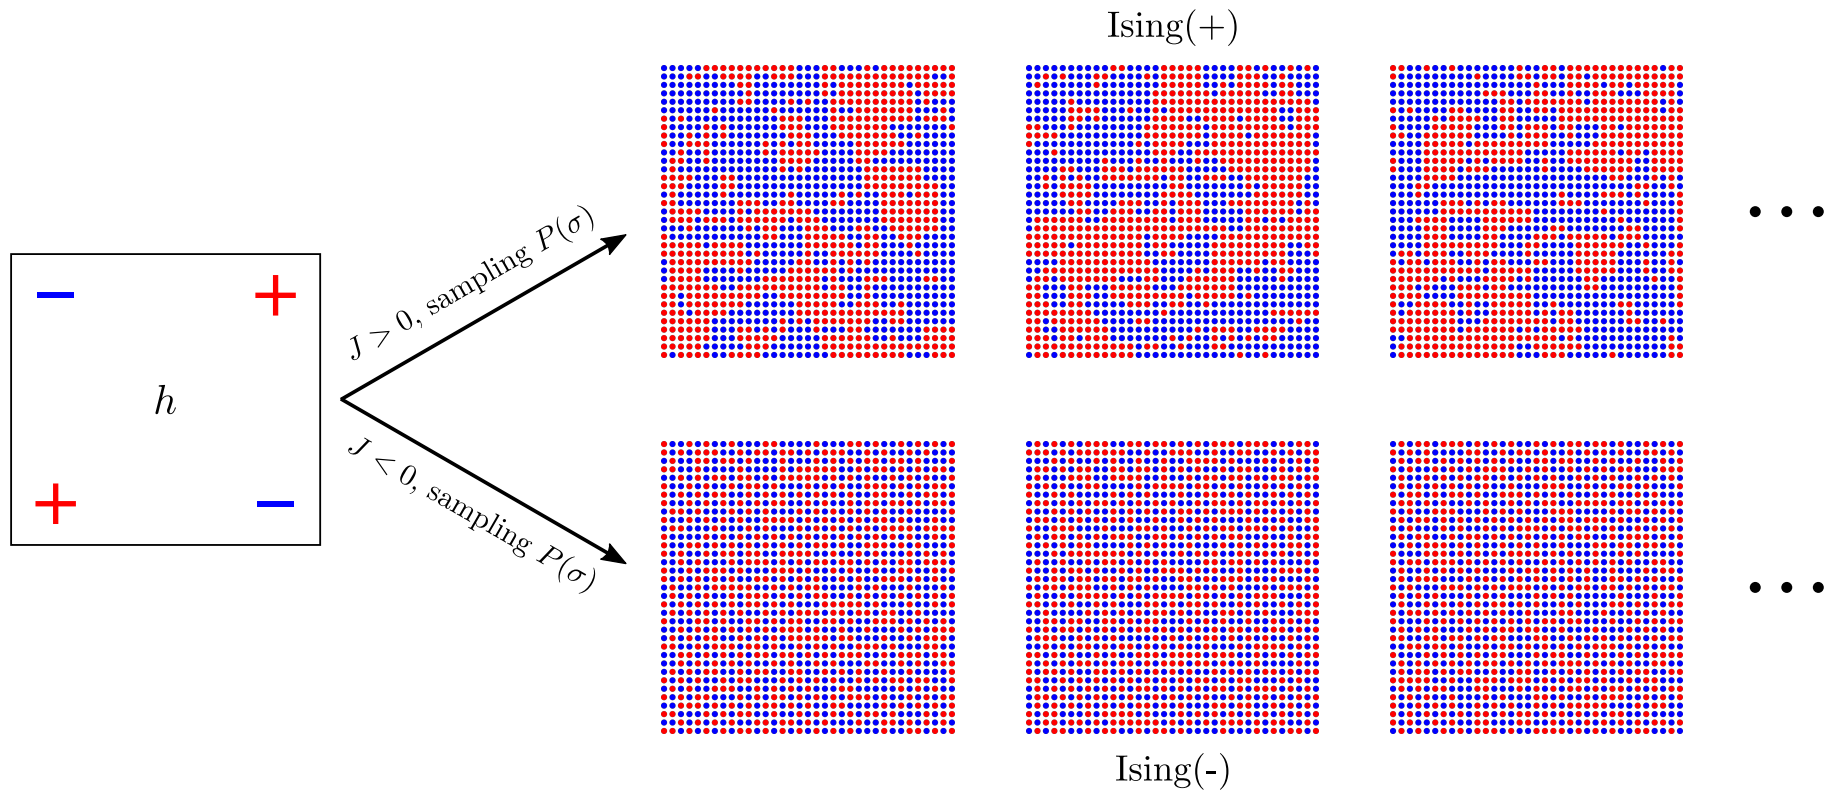 Ising(+)
− +
h
+ −
J > 0, sampling P(σ)
J < 0, sampling P(σ)
• • •
• • •
Ising(-)